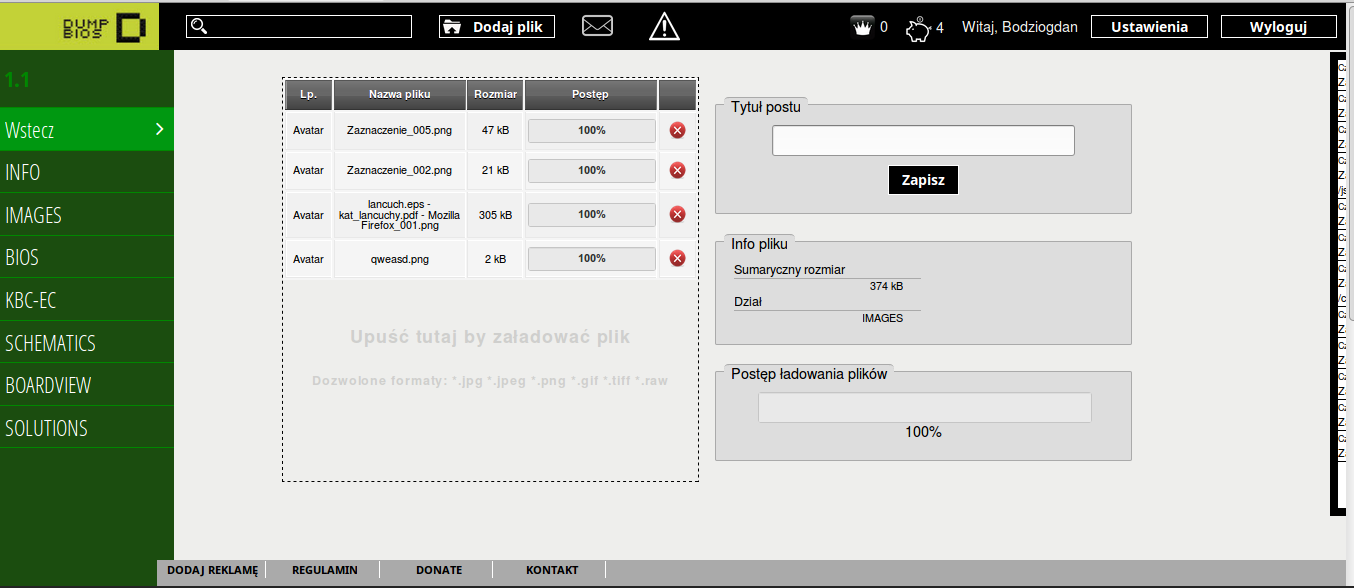 DUMP
BIOS
Dodaj plik
0
4
Witaj, Bodziogdan
Ustawienia
Wyloguj
1.1
Wstecz
INFO
IMAGES
BIOS
KBC-EC
SCHEMATICS
BOARDVIEW
SOLUTIONS
Lp. Nazwa pliku Rozmiar Postęp
Avatar Zaznaczenie_005.png 47 kB 100%
Avatar Zaznaczenie_002.png 21 kB 100%
Avatar lancuch.eps -
kat_lancuchy.pdf - Mozilla
Firefox_001.png 305 kB 100%
Avatar qweasd.png 2 kB 100%
Upuść tutaj by załadować plik
Dozwolone formaty: *.jpg *.jpeg *.png *.gif *.tiff *.raw
Tytuł postu
Zapisz
Info pliku
Sumaryczny rozmiar
374 kB
Dział
IMAGES
Postęp ładowania plików
100%
DODAJ REKLAMĘ
REGULAMIN
DONATE
KONTAKT